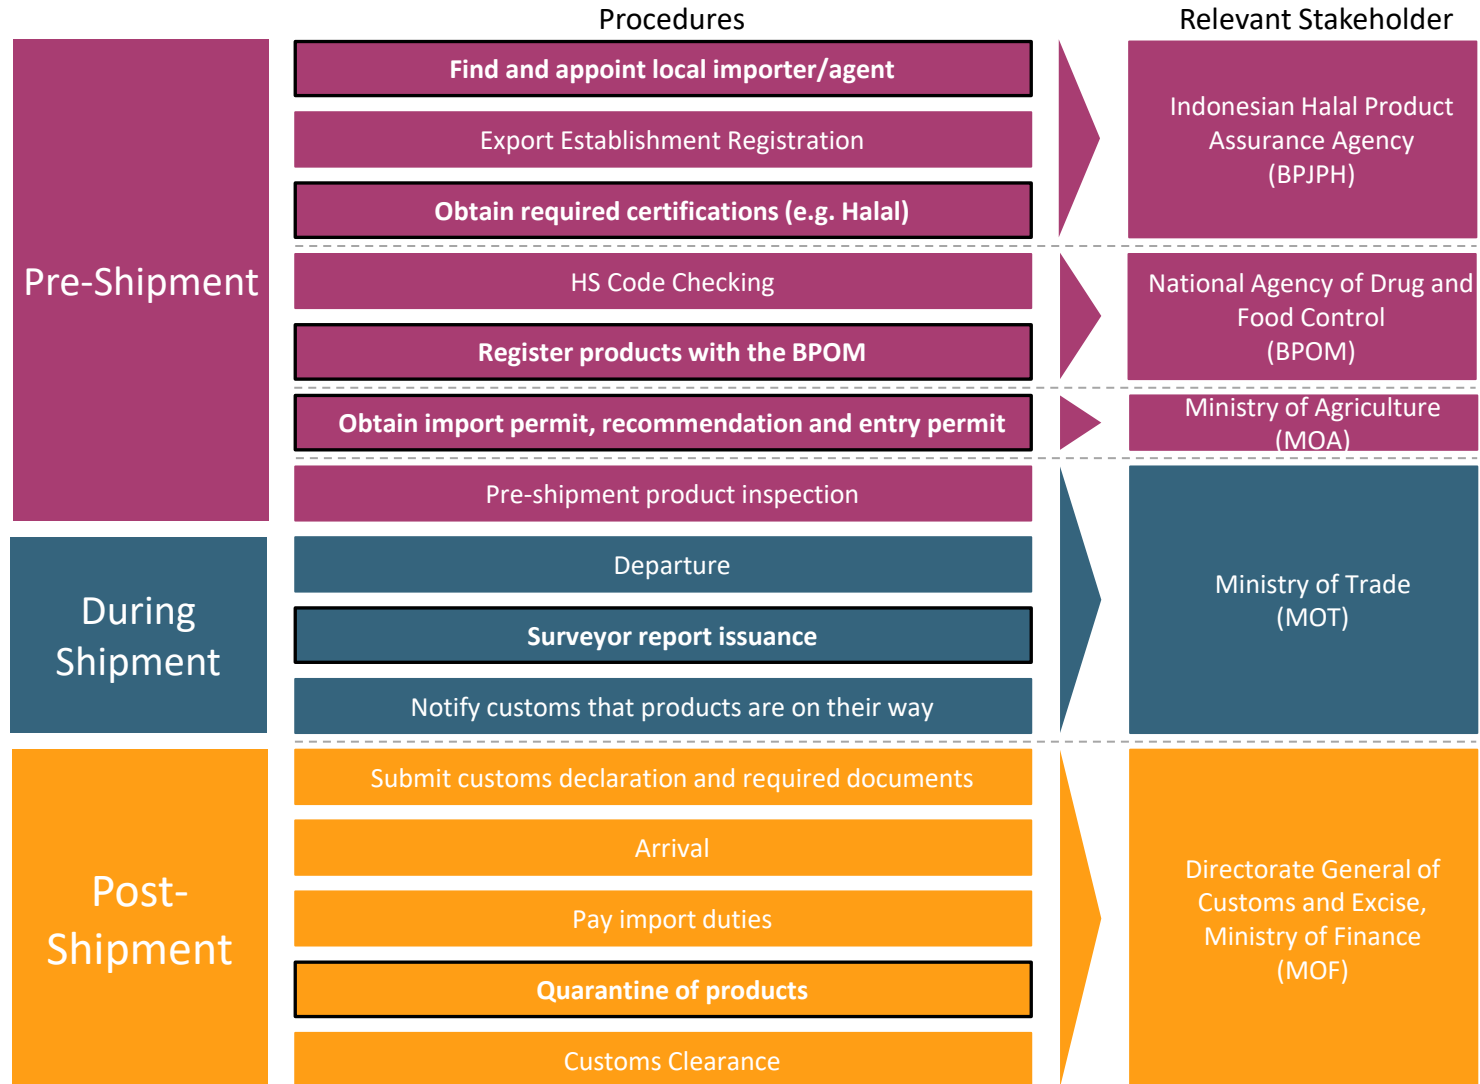 Procedures
Relevant Stakeholder
Pre-Shipment
Find and appoint local importer/agent
Export Establishment Registration
Obtain required certifications (e.g. Halal)
Indonesian Halal Product
Assurance Agency
(BPJPH)
HS Code Checking
Register products with the BPOM
National Agency of Drug and
Food Control
(BPOM)
Obtain import permit, recommendation and entry permit
Ministry of Agriculture
(MOA)
Pre-shipment product inspection
During
Shipment
Departure
Surveyor report issuance
Notify customs that products are on their way
Ministry of Trade
(MOT)
Post-
Shipment
Submit customs declaration and required documents
Arrival
Pay import duties
Quarantine of products
Customs Clearance
Directorate General of
Customs and Excise,
Ministry of Finance
(MOF)